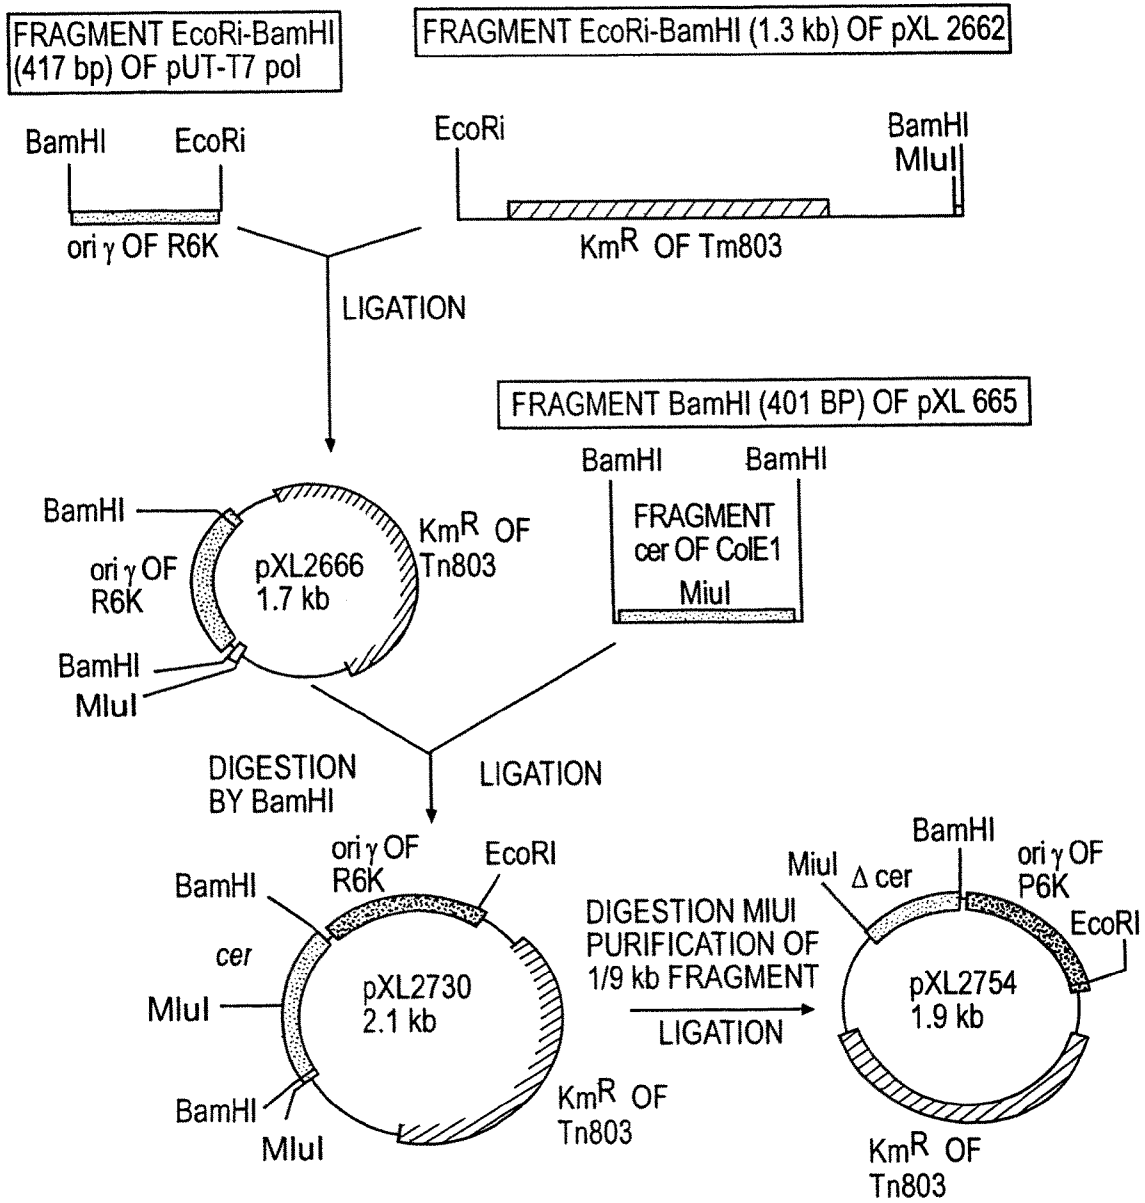 FRAGMENT EcoRi-BamHI
(417 bp) OF pUT-T7 pol
FRAGMENT EcoRi-BamHI (1.3 kb) OF pXL 2662
BamHI
EcoRi
ori γ OF R6K
EcoRi
BamHI
MluI
KmR OF Tm803
LIGATION
FRAGMENT BamHI (401 BP) OF pXL 665
BamHI
BamHI
FRAGMENT
cer OF ColE1
MiuI
BamHI
ori γ OF
R6K
pXL2666
1.7 kb
KmR OF
Tn803
BamHI
MluI
DIGESTION
BY BamHI
LIGATION
ori γ OF
R6K
EcoRI
BamHI
cer
MluI
pXL2730
2.1 kb
BamHI
MluI
KmR OF
Tn803
DIGESTION MIUI
PURIFICATION OF
1/9 kb FRAGMENT
LIGATION
BamHI
MiuI
Δ cer
ori γ OF
P6K
EcoRI
pXL2754
1.9 kb
KmR OF
Tn803